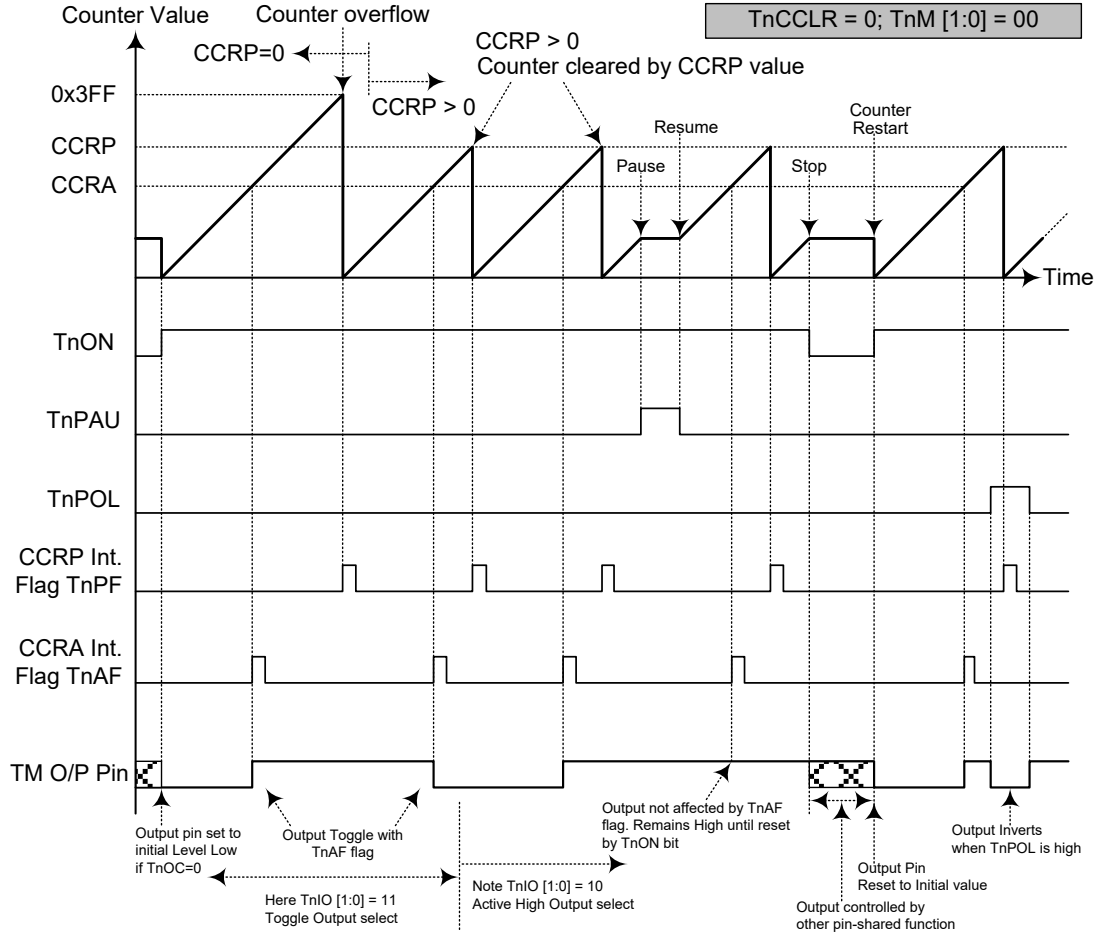 Counter Value
Counter overflow
TnCCLR = 0; TnM [1:0] = 00
CCRP=0
CCRP > 0
CCRP > 0
Counter cleared by CCRP value
0x3FF
CCRP
CCRA
Pause
Resume
Stop
Counter
Restart
Time
TnON
TnPAU
TnPOL
CCRP Int.
Flag TnPF
CCRA Int.
Flag TnAF
TM O/P Pin
Output pin set to
initial Level Low
if TnOC=0
Output Toggle with
TnAF flag
Here TnIO [1:0] = 11
Toggle Output select
Note TnIO [1:0] = 10
Active High Output select
Output not affected by TnAF
flag. Remains High until reset
by TnON bit
Output controlled by
other pin-shared function
Output Pin
Reset to Initial value
Output Inverts
when TnPOL is high